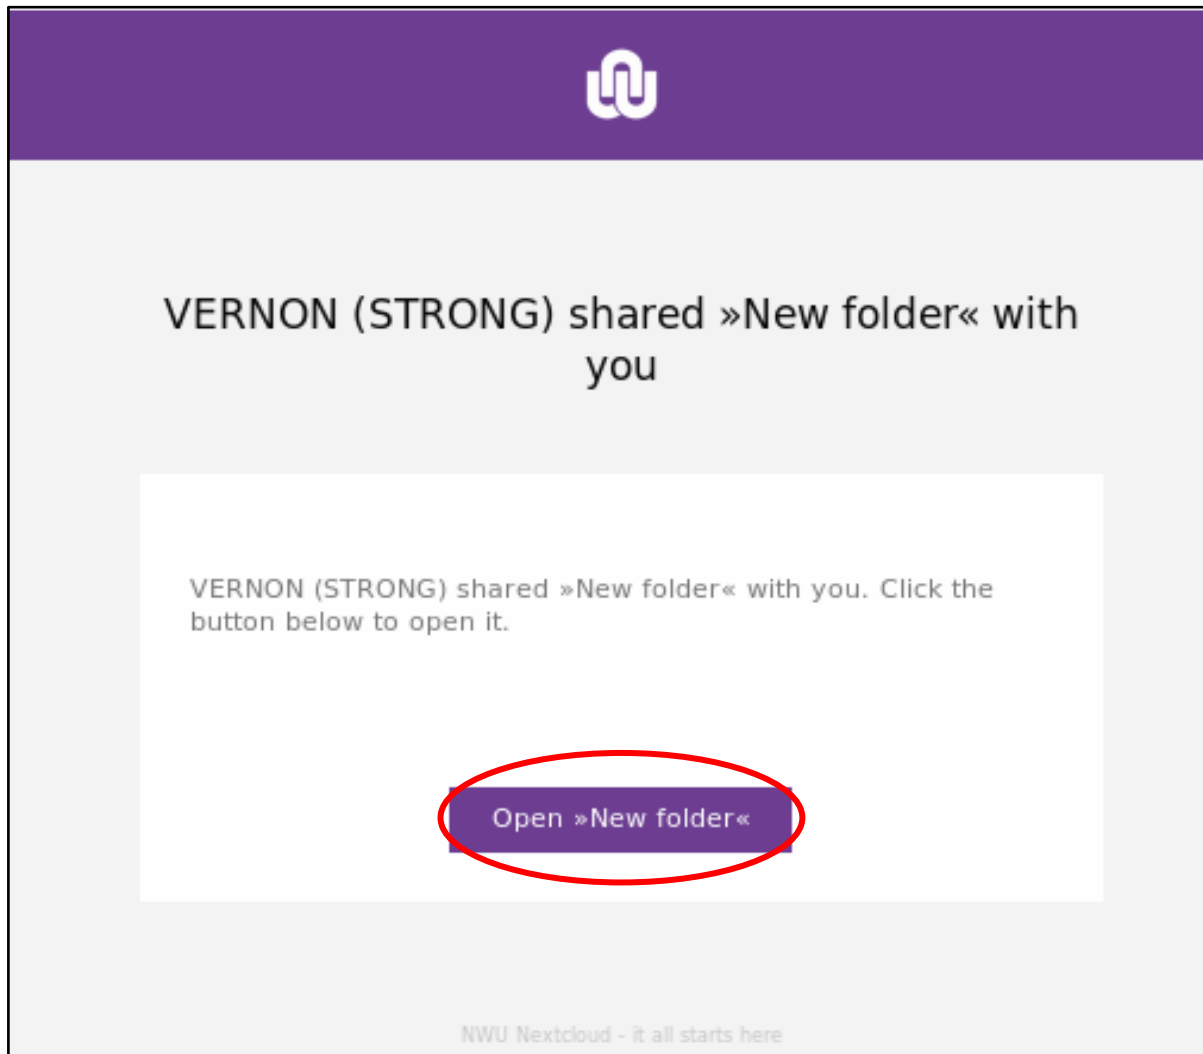 VERNON (STRONG) shared »New folder« with
you
VERNON (STRONG) shared »New folder« with you. Click the
button below to open it.
Open »New folder«
NWU Nextcloud - it all starts here